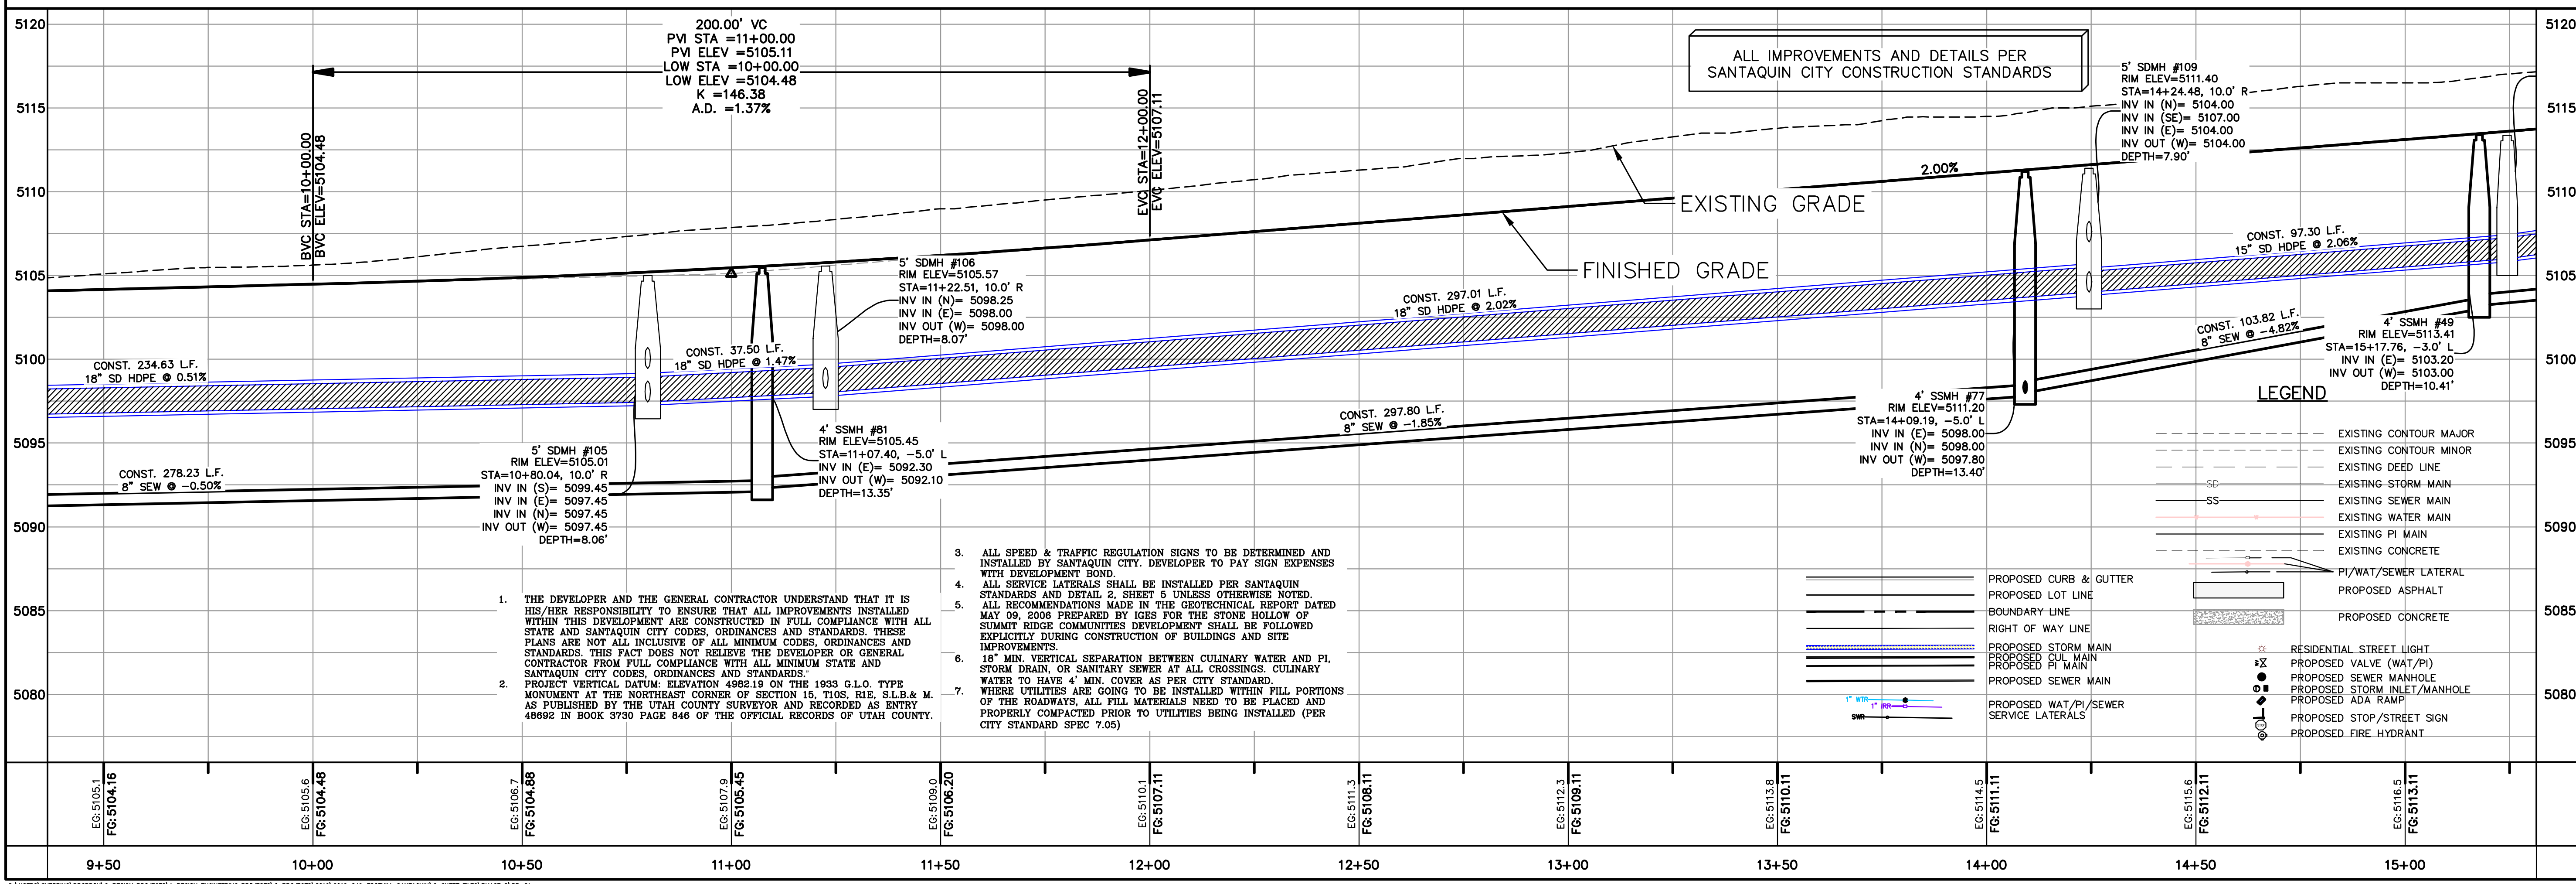 5120
5115
5110
5105
5100
5095
5090
5085
5080
200.00' VC
PVI STA =11+00.00
PVI ELEV =5105.11
LOW STA =10+00.00
LOW ELEV =5104.48
K =146.38
A.D. =1.37%
BVC STA=10+00.00
BVC ELEV=5104.48
EVC STA=12+00.00
EVC ELEV=5107.11
ALL IMPROVEMENTS AND DETAILS PER
SANTAQUIN CITY CONSTRUCTION STANDARDS
5' SDMH #109
RIM ELEV=5111.40
STA=14+24.48, 10.0' R
INV IN (N)= 5104.00
INV IN (SE)= 5107.00
INV IN (E)= 5104.00
INV OUT (W)= 5104.00
DEPTH=7.90'
2.00%
EXISTING GRADE
FINISHED GRADE
5' SDMH #106
RIM ELEV=5105.57
STA=11+22.51, 10.0' R
INV IN (N)= 5098.25
INV IN (E)= 5098.00
INV OUT (W)= 5098.00
DEPTH=8.07'
CONST. 234.63 L.F.
18" SD HDPE @ 0.51%
CONST. 37.50 L.F.
18" SD HDPE @ 1.47%
CONST. 297.01 L.F.
18" SD HDPE @ 2.02%
CONST. 97.30 L.F.
15" SD HDPE @ 2.06%
CONST. 278.23 L.F.
8" SEW @ -0.50%
CONST. 297.80 L.F.
8" SEW @ -1.85%
CONST. 103.82 L.F.
8" SEW @ -4.82%
5' SDMH #105
RIM ELEV=5105.01
STA=10+80.04, 10.0' R
INV IN (S)= 5099.45
INV IN (E)= 5097.45
INV IN (N)= 5097.45
INV OUT (W)= 5097.45
DEPTH=8.06'
4' SSMH #81
RIM ELEV=5105.45
STA=11+07.40, -5.0' L
INV IN (E)= 5092.30
INV OUT (W)= 5092.10
DEPTH=13.35'
4' SSMH #77
RIM ELEV=5111.20
STA=14+09.19, -5.0' L
INV IN (E)= 5098.00
INV IN (N)= 5098.00
INV OUT (W)= 5097.80
DEPTH=13.40'
4' SSMH #49
RIM ELEV=5113.41
STA=15+17.76, -3.0' L
INV IN (E)= 5103.20
INV OUT (W)= 5103.00
DEPTH=10.41'
1. THE DEVELOPER AND THE GENERAL CONTRACTOR UNDERSTAND THAT IT IS
HIS/HER RESPONSIBILITY TO ENSURE THAT ALL IMPROVEMENTS INSTALLED
WITHIN THIS DEVELOPMENT ARE CONSTRUCTED IN FULL COMPLIANCE WITH ALL
STATE AND SANTAQUIN CITY CODES, ORDINANCES AND STANDARDS. THESE
PLANS ARE NOT ALL INCLUSIVE OF ALL MINIMUM CODES, ORDINANCES AND
STANDARDS. THIS FACT DOES NOT RELIEVE THE DEVELOPER OR GENERAL
CONTRACTOR FROM FULL COMPLIANCE WITH ALL MINIMUM STATE AND
SANTAQUIN CITY CODES, ORDINANCES AND STANDARDS."
2. PROJECT VERTICAL DATUM: ELEVATION 4982.19 ON THE 1933 G.L.O. TYPE
MONUMENT AT THE NORTHEAST CORNER OF SECTION 15, T10S, R1E, S.L.B.& M.
AS PUBLISHED BY THE UTAH COUNTY SURVEYOR AND RECORDED AS ENTRY
48692 IN BOOK 3730 PAGE 846 OF THE OFFICIAL RECORDS OF UTAH COUNTY.
3. ALL SPEED & TRAFFIC REGULATION SIGNS TO BE DETERMINED AND
INSTALLED BY SANTAQUIN CITY. DEVELOPER TO PAY SIGN EXPENSES
WITH DEVELOPMENT BOND.
4. ALL SERVICE LATERALS SHALL BE INSTALLED PER SANTAQUIN
STANDARDS AND DETAIL 2, SHEET 5 UNLESS OTHERWISE NOTED.
5. ALL RECOMMENDATIONS MADE IN THE GEOTECHNICAL REPORT DATED
MAY 09, 2006 PREPARED BY IGES FOR THE STONE HOLLOW OF
SUMMIT RIDGE COMMUNITIES DEVELOPMENT SHALL BE FOLLOWED
EXPLICITLY DURING CONSTRUCTION OF BUILDINGS AND SITE
IMPROVEMENTS.
6. 18" MIN. VERTICAL SEPARATION BETWEEN CULINARY WATER AND PI,
STORM DRAIN, OR SANITARY SEWER AT ALL CROSSINGS. CULINARY
WATER TO HAVE 4' MIN. COVER AS PER CITY STANDARD.
7. WHERE UTILITIES ARE GOING TO BE INSTALLED WITHIN FILL PORTIONS
OF THE ROADWAYS, ALL FILL MATERIALS NEED TO BE PLACED AND
PROPERLY COMPACTED PRIOR TO UTILITIES BEING INSTALLED (PER
CITY STANDARD SPEC 7.05)
LEGEND
EXISTING CONTOUR MAJOR
EXISTING CONTOUR MINOR
EXISTING DEED LINE
SD
EXISTING STORM MAIN
SS
EXISTING SEWER MAIN
EXISTING WATER MAIN
EXISTING PI MAIN
EXISTING CONCRETE
PI/WAT/SEWER LATERAL
PROPOSED ASPHALT
PROPOSED CONCRETE
PROPOSED CURB & GUTTER
PROPOSED LOT LINE
BOUNDARY LINE
RIGHT OF WAY LINE
PROPOSED STORM MAIN
PROPOSED CUL MAIN
PROPOSED PI MAIN
PROPOSED SEWER MAIN
1" WTR
1" IRR
SWR
PROPOSED WAT/PI/SEWER
SERVICE LATERALS
RESIDENTIAL STREET LIGHT
PROPOSED VALVE (WAT/PI)
PROPOSED SEWER MANHOLE
PROPOSED STORM INLET/MANHOLE
PROPOSED ADA RAMP
PROPOSED STOP/STREET SIGN
PROPOSED FIRE HYDRANT
5120
5115
5110
5105
5100
5095
5090
5085
5080
EG: 5105.1
FG: 5104.16
EG: 5105.6
FG: 5104.48
EG: 5106.7
FG: 5104.88
EG: 5107.9
FG: 5105.45
EG: 5109.0
FG: 5106.20
EG: 5110.1
FG: 5107.11
EG: 5111.3
FG: 5108.11
EG: 5112.3
FG: 5109.11
EG: 5113.8
FG: 5110.11
EG: 5114.5
FG: 5111.11
EG: 5115.6
FG: 5112.11
EG: 5116.5
FG: 5113.11
9+50
10+00
10+50
11+00
11+50
12+00
12+50
13+00
13+50
14+00
14+50
15+00